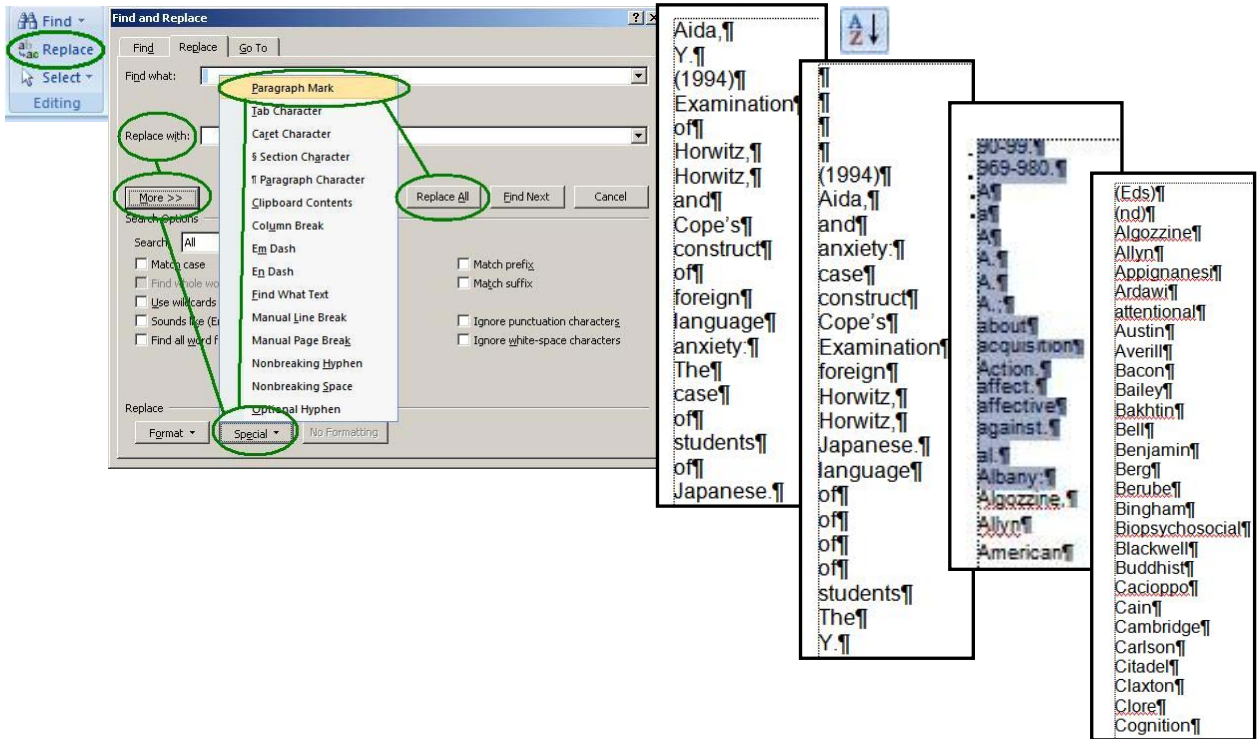 Find
Replace
Select
Editing
Find and Replace
Find
Replace
Go To
Find what:
Replace with:
Paragraph Mark
Tab Character
Caret Character
§ Section Character
¶ Paragraph Character
Clipboard Contents
Column Break
Em Dash
En Dash
Find What Text
Manual Line Break
Manual Page Break
Nonbreaking Hyphen
Nonbreaking Space
Optional Hyphen
More >>
Replace All
Find Next
Cancel
Search Options
Search
All
Match case
Find whole wo
Use wildcards
Sounds like (En
Find all word f
Match prefix
Match suffix
Ignore punctuation characters
Ignore white-space characters
Replace
Format
Special
No Formatting
Aida,¶
Y.¶
(1994)¶
Examination¶
of¶
Horwitz,¶
Horwitz,¶
and¶
Cope's¶
construct¶
of¶
foreign¶
language¶
anxiety:¶
The¶
case¶
of¶
students¶
of¶
Japanese.¶
A
Z
¶
¶
¶
¶
(1994)¶
Aida,¶
and¶
anxiety:¶
case¶
construct¶
Cope's¶
Examination¶
foreign¶
Horwitz,¶
Horwitz,¶
Japanese.¶
language¶
of¶
of¶
of¶
of¶
students¶
The¶
Y.¶
90-99.¶
969-980.¶
A¶
a¶
A¶
A.¶
A.¶
A.;¶
about¶
acquisition¶
Action.¶
affect.¶
affective¶
against.¶
al.¶
Albany:¶
Algozzine,¶
Allyn¶
American¶
(Eds)¶
(nd)¶
Algozzine¶
Allyn¶
Appignanesi¶
Ardawi¶
attentional¶
Austin¶
Averill¶
Bacon¶
Bailey¶
Bakhtin¶
Bell¶
Benjamin¶
Berg¶
Berube¶
Bingham¶
Biopsychosocial¶
Blackwell¶
Buddhist¶
Cacioppo¶
Cain¶
Cambridge¶
Carlson¶
Citadel¶
Claxton¶
Clore¶
Cognition¶